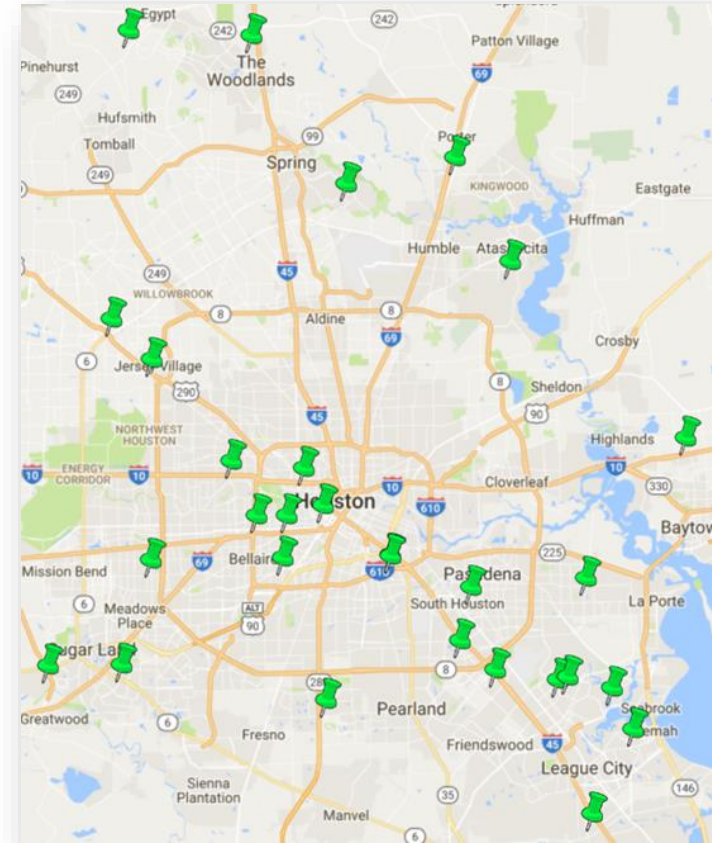 Egypt
242
242
Patton Village
The
Woodlands
69
Pinehurst
249
Hufsmith
Tomball
99
Porter
Spring
249
KINGWOOD
Eastgate
Huffman
Humble
Atascocita
45
249
WILLOWBROOK
8
8
Aldine
69
Crosby
6
Jersey Village
8
Sheldon
290
90
45
NORTHWEST
HOUSTON
Highlands
10
ENERGY
CORRIDOR
10
10
10
Cloverleaf
330
Houston
610
Baytow
Mission Bend
69
Bellaire
610
225
Pasadena
6
Meadows
Place
ALT
90
South Houston
La Porte
Sugar Land
8
288
Seabrook
Greatwood
6
Pearland
Kemah
Fresno
Friendswood
45
League City
Sienna
Plantation
35
146
Manvel
6